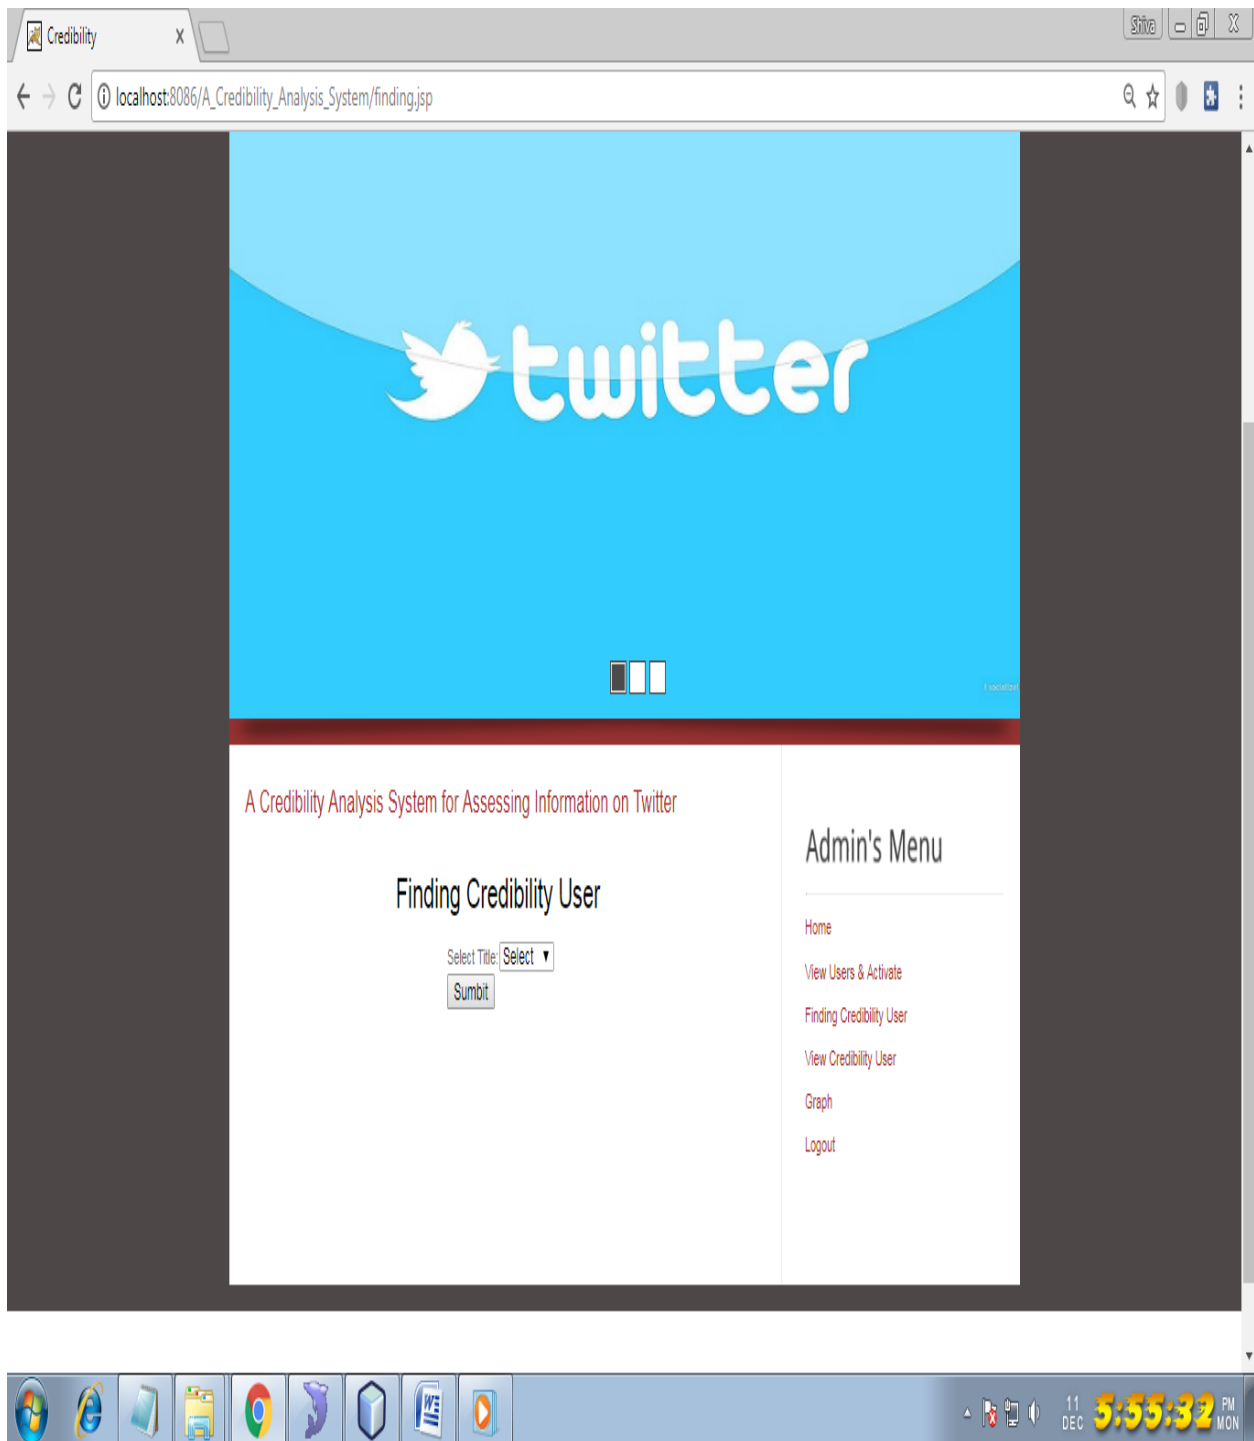 Credibility
Shiva
localhost:8086/A_Credibility_Analysis_System/finding.jsp
twitter
A Credibility Analysis System for Assessing Information on Twitter
Finding Credibility User
Select Title: Select
Sumbit
Admin's Menu
Home
View Users & Activate
Finding Credibility User
View Credibility User
Graph
Logout
11
DEC
5:55:32
PM
MON